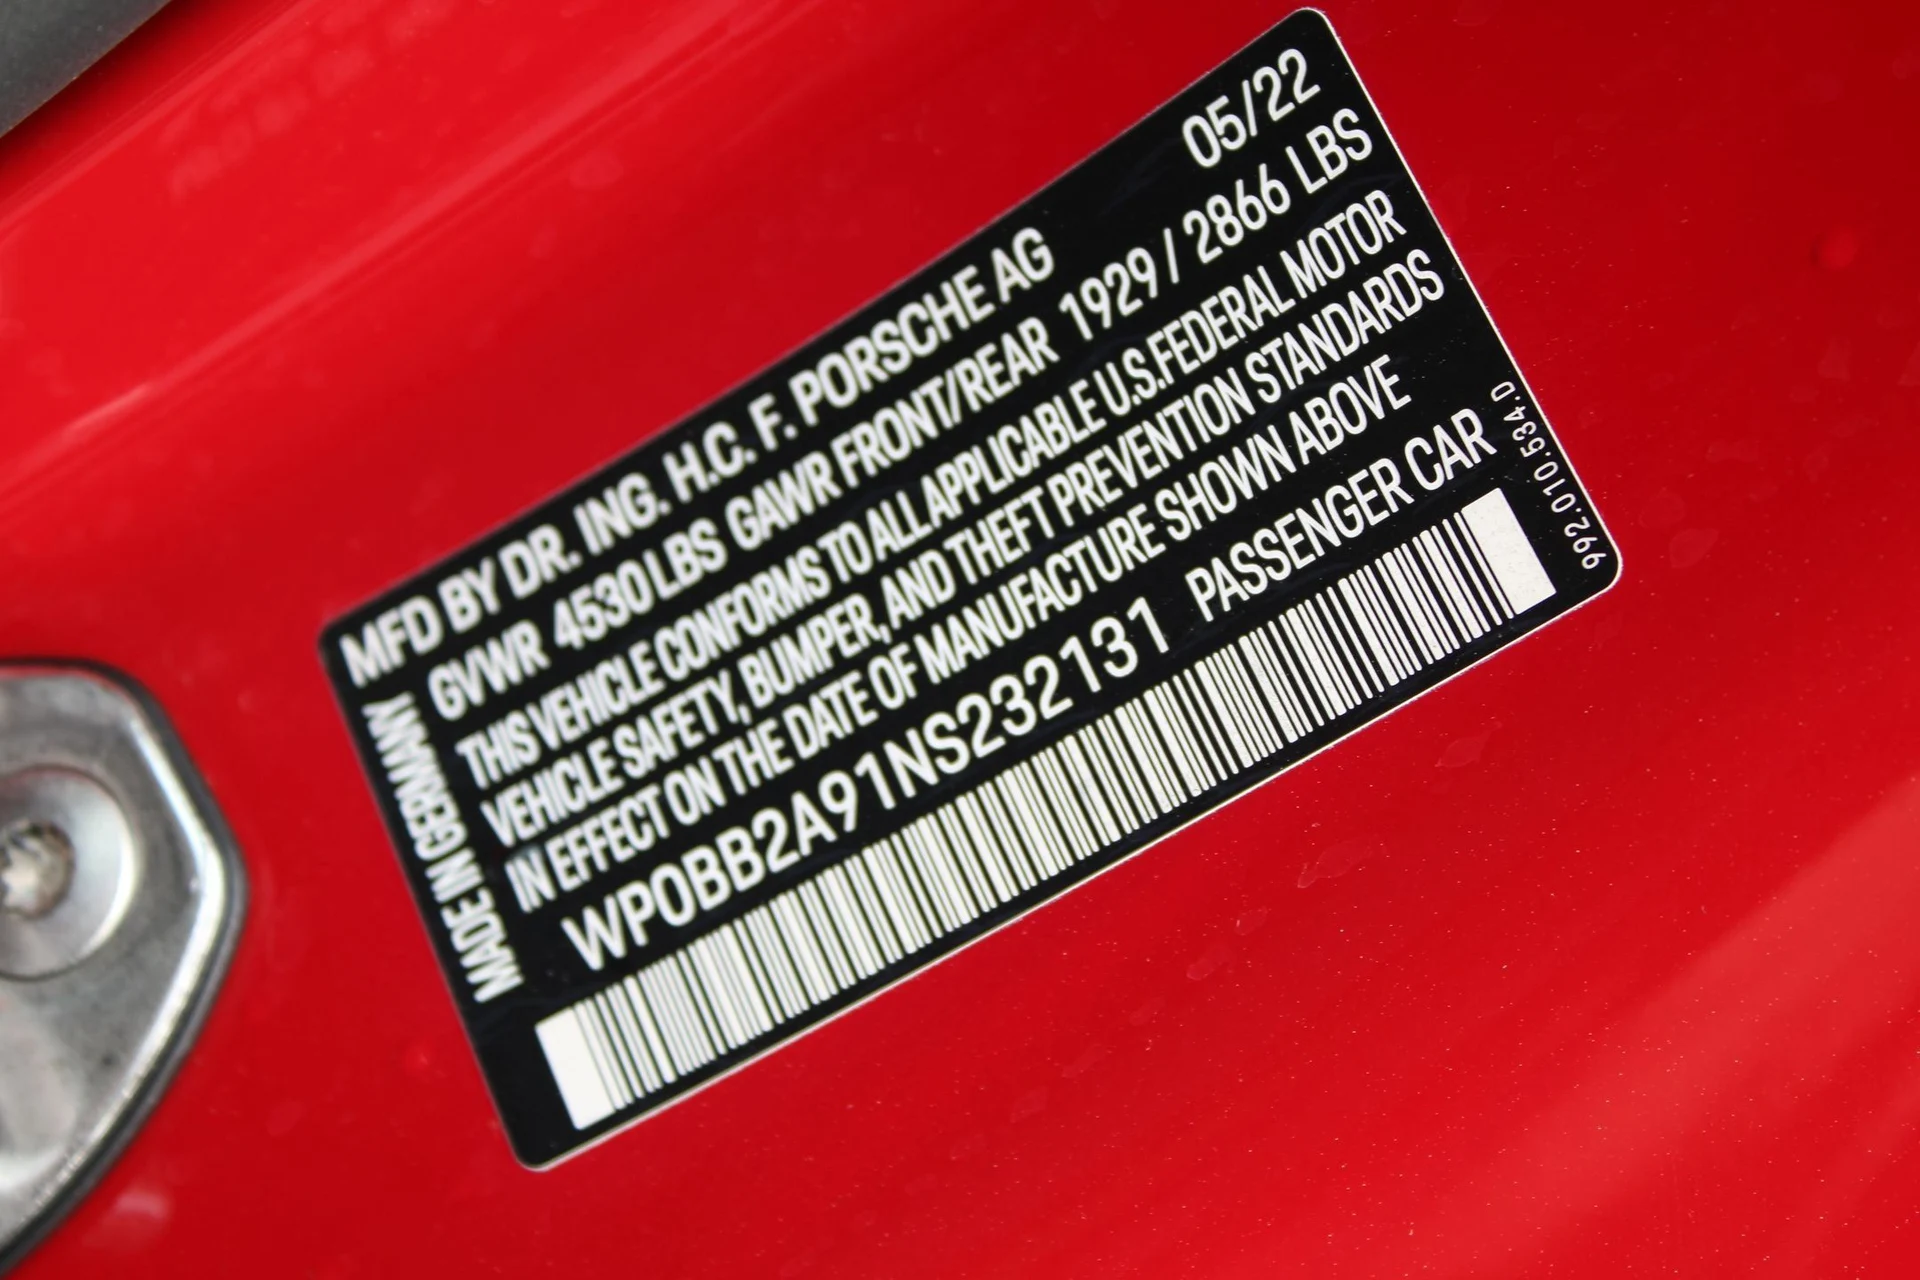 MFD BY DR. ING. H.C. F. PORSCHE AG 05/22
GVWR 4530 LBS GAWR FRONT/REAR 1929 / 2866 LBS
THIS VEHICLE CONFORMS TO ALL APPLICABLE U.S.FEDERAL MOTOR
VEHICLE SAFETY, BUMPER, AND THEFT PREVENTION STANDARDS
IN EFFECT ON THE DATE OF MANUFACTURE SHOWN ABOVE
WP0BB2A91NS232131 PASSENGER CAR
MADE IN GERMANY
992.010.534.D